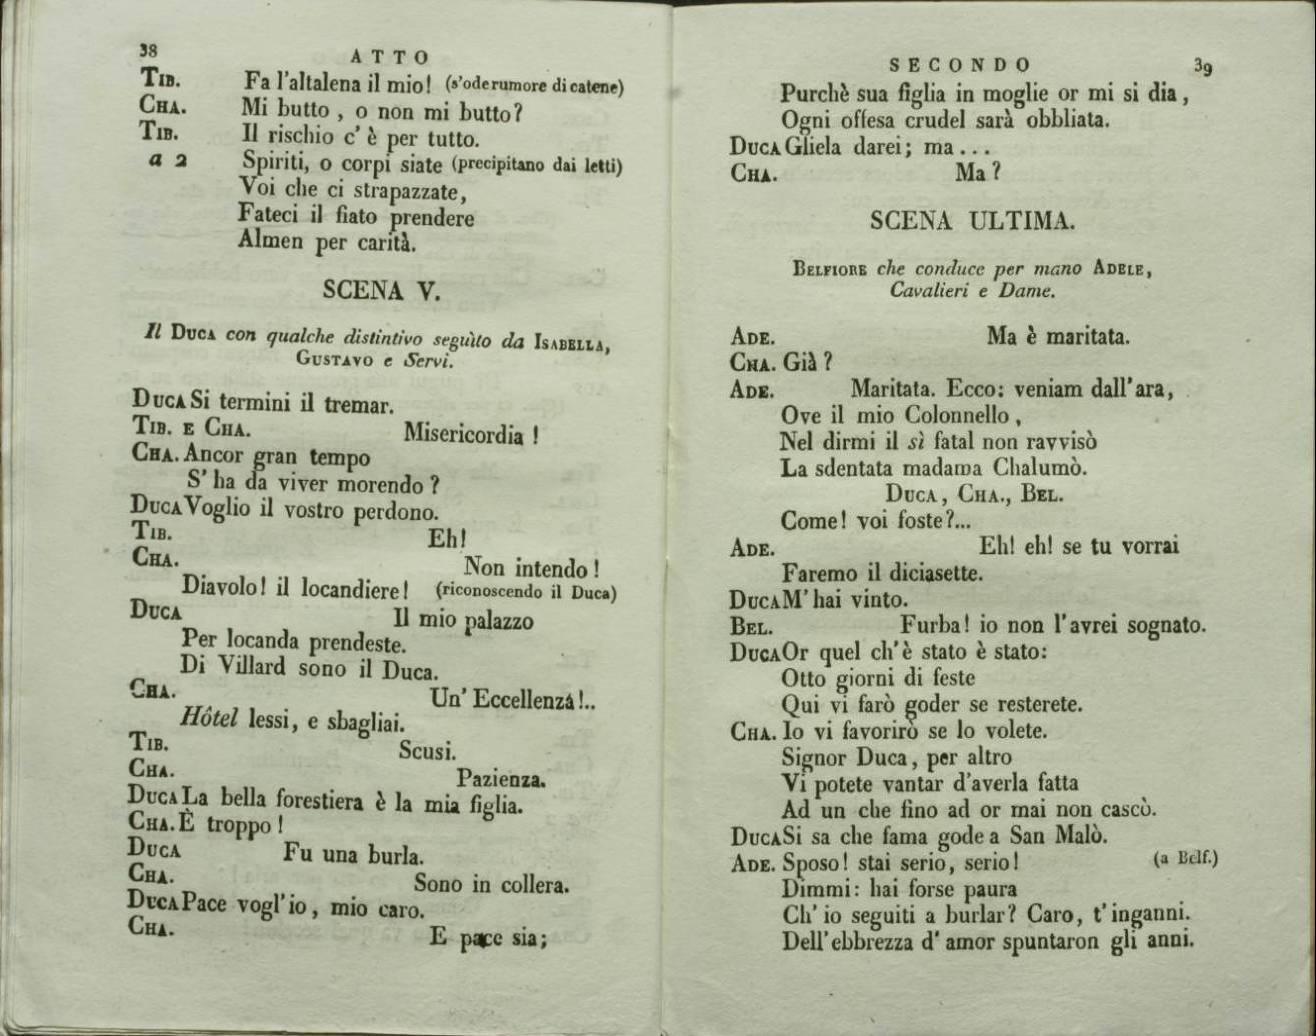 38
ATTO
TIB. Fa l'altalena il mio! (s'ode rumore di catene)
CHA. Mi butto , o non mi butto?
TIB. Il rischio c' è per tutto.
a 2 Spiriti, o corpi siate (precipitano dai letti)
Voi che ci strapazzate,
Fateci il fiato prendere
Almen per carità.
SCENA V.
Il DUCA con qualche distintivo seguìto da ISABELLA,
GUSTAVO e Servi.
DUCA Si termini il tremar.
TIB. E CHA. Misericordia !
CHA. Ancor gran tempo
S' ha da viver morendo ?
DUCA Voglio il vostro perdono.
TIB. Eh!
CHA. Non intendo !
Diavolo! il locandiere! (riconoscendo il Duca)
DUCA Il mio palazzo
Per locanda prendeste.
Di Villard sono il Duca.
CHA. Un' Eccellenza!..
Hôtel lessi, e sbagliai.
TIB. Scusi.
CHA. Pazienza.
DUCA La bella forestiera è la mia figlia.
CHA. È troppo !
DUCA Fu una burla.
CHA. Sono in collera.
DUCA Pace vogl' io, mio caro.
CHA. E pace sia;
SECONDO
39
Purchè sua figlia in moglie or mi si dia ,
Ogni offesa crudel sarà obbliata.
DUCA Gliela darei; ma...
CHA. Ma ?
SCENA ULTIMA.
BELFIORE che conduce per mano ADELE,
Cavalieri e Dame.
ADE. Ma è maritata.
CHA. Già ?
ADE. Maritata. Ecco: veniam dall' ara,
Ove il mio Colonnello ,
Nel dirmi il sì fatal non ravvisò
La sdentata madama Chalumò.
DUCA, CHA., BEL.
Come! voi foste?...
ADE. Eh! eh! se tu vorrai
Faremo il diciasette.
DUCA M' hai vinto.
BEL. Furba! io non l'avrei sognato.
DUCA Or quel ch' è stato è stato:
Otto giorni di feste
Qui vi farò goder se resterete.
CHA. Io vi favorirò se lo volete.
Signor Duca, per altro
Vi potete vantar d'averla fatta
Ad un che fino ad or mai non cascò.
DUCA Si sa che fama gode a San Malò.
ADE. Sposo! stai serio, serio! (a Belf.)
Dimmi: hai forse paura
Ch' io seguiti a burlar? Caro, t' inganni.
Dell' ebbrezza d' amor spuntaron gli anni.